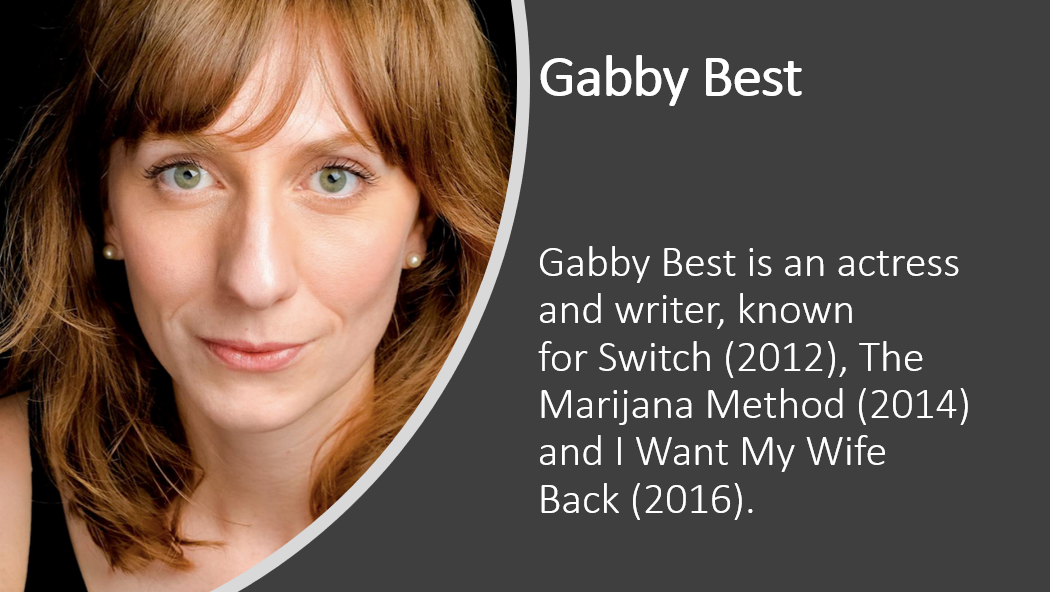 Gabby Best
Gabby Best is an actress
and writer, known
for Switch (2012), The
Marijana Method (2014)
and I Want My Wife
Back (2016).